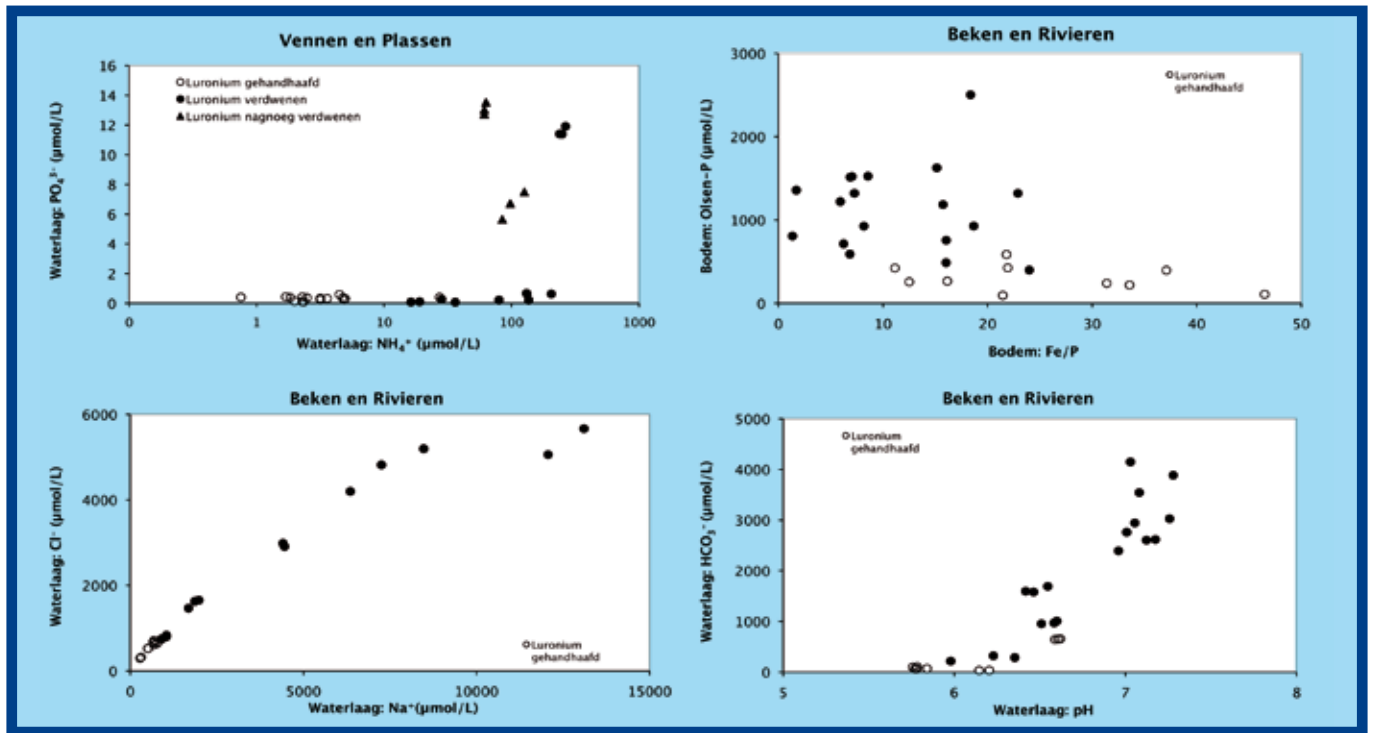 Vennen en Plassen
16
14
12
10
8
6
4
2
0
Waterlaag: PO₄³⁻ (µmol/L)
Luronium gehandhaafd
Luronium verdwenen
Luronium nagnoeg verdwenen
0 1 10 100 1000
Waterlaag: NH₄⁺ (µmol/L)
Beken en Rivieren
3000
2000
1000
0
Bodem: Olsen-P (µmol/L)
Luronium
gehandhaafd
0 10 20 30 40 50
Bodem: Fe/P
Beken en Rivieren
6000
4000
2000
0
Waterlaag: Cl⁻ (µmol/L)
Luronium
gehandhaafd
0 5000 10000 15000
Waterlaag: Na⁺(µmol/L)
Beken en Rivieren
5000
4000
3000
2000
1000
0
Waterlaag: HCO₃⁻ (µmol/L)
Luronium
gehandhaafd
5 6 7 8
Waterlaag: pH